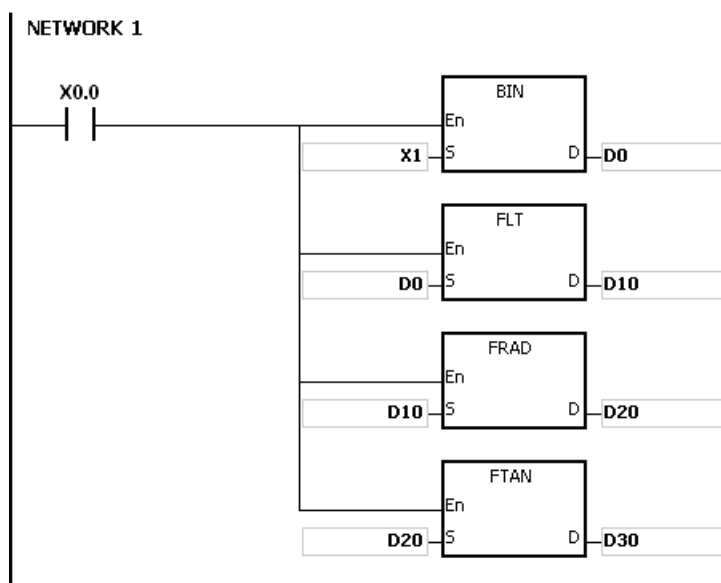 NETWORK 1
X0.0
BIN
En
X1 S D D0
FLT
En
D0 S D D10
FRAD
En
D10 S D D20
FTAN
En
D20 S D D30